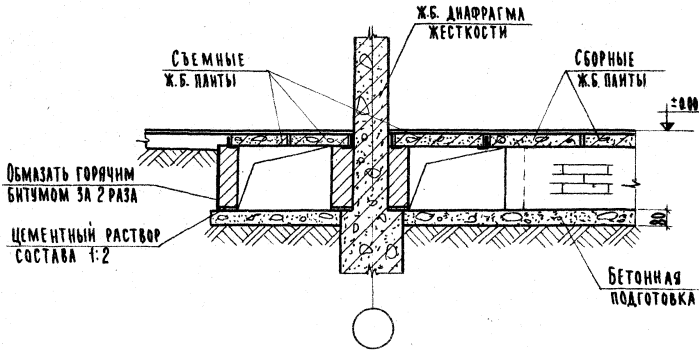 Ж.Б. ДИАФРАГМА
ЖЕСТКОСТИ
СЪЕМНЫЕ
Ж.Б. ПЛИТЫ
СБОРНЫЕ
Ж.Б. ПЛИТЫ
±0.00
ОБМАЗАТЬ ГОРЯЧИМ
БИТУМОМ ЗА 2 РАЗА
ЦЕМЕНТНЫЙ РАСТВОР
СОСТАВА 1:2
80
БЕТОННАЯ
ПОДГОТОВКА